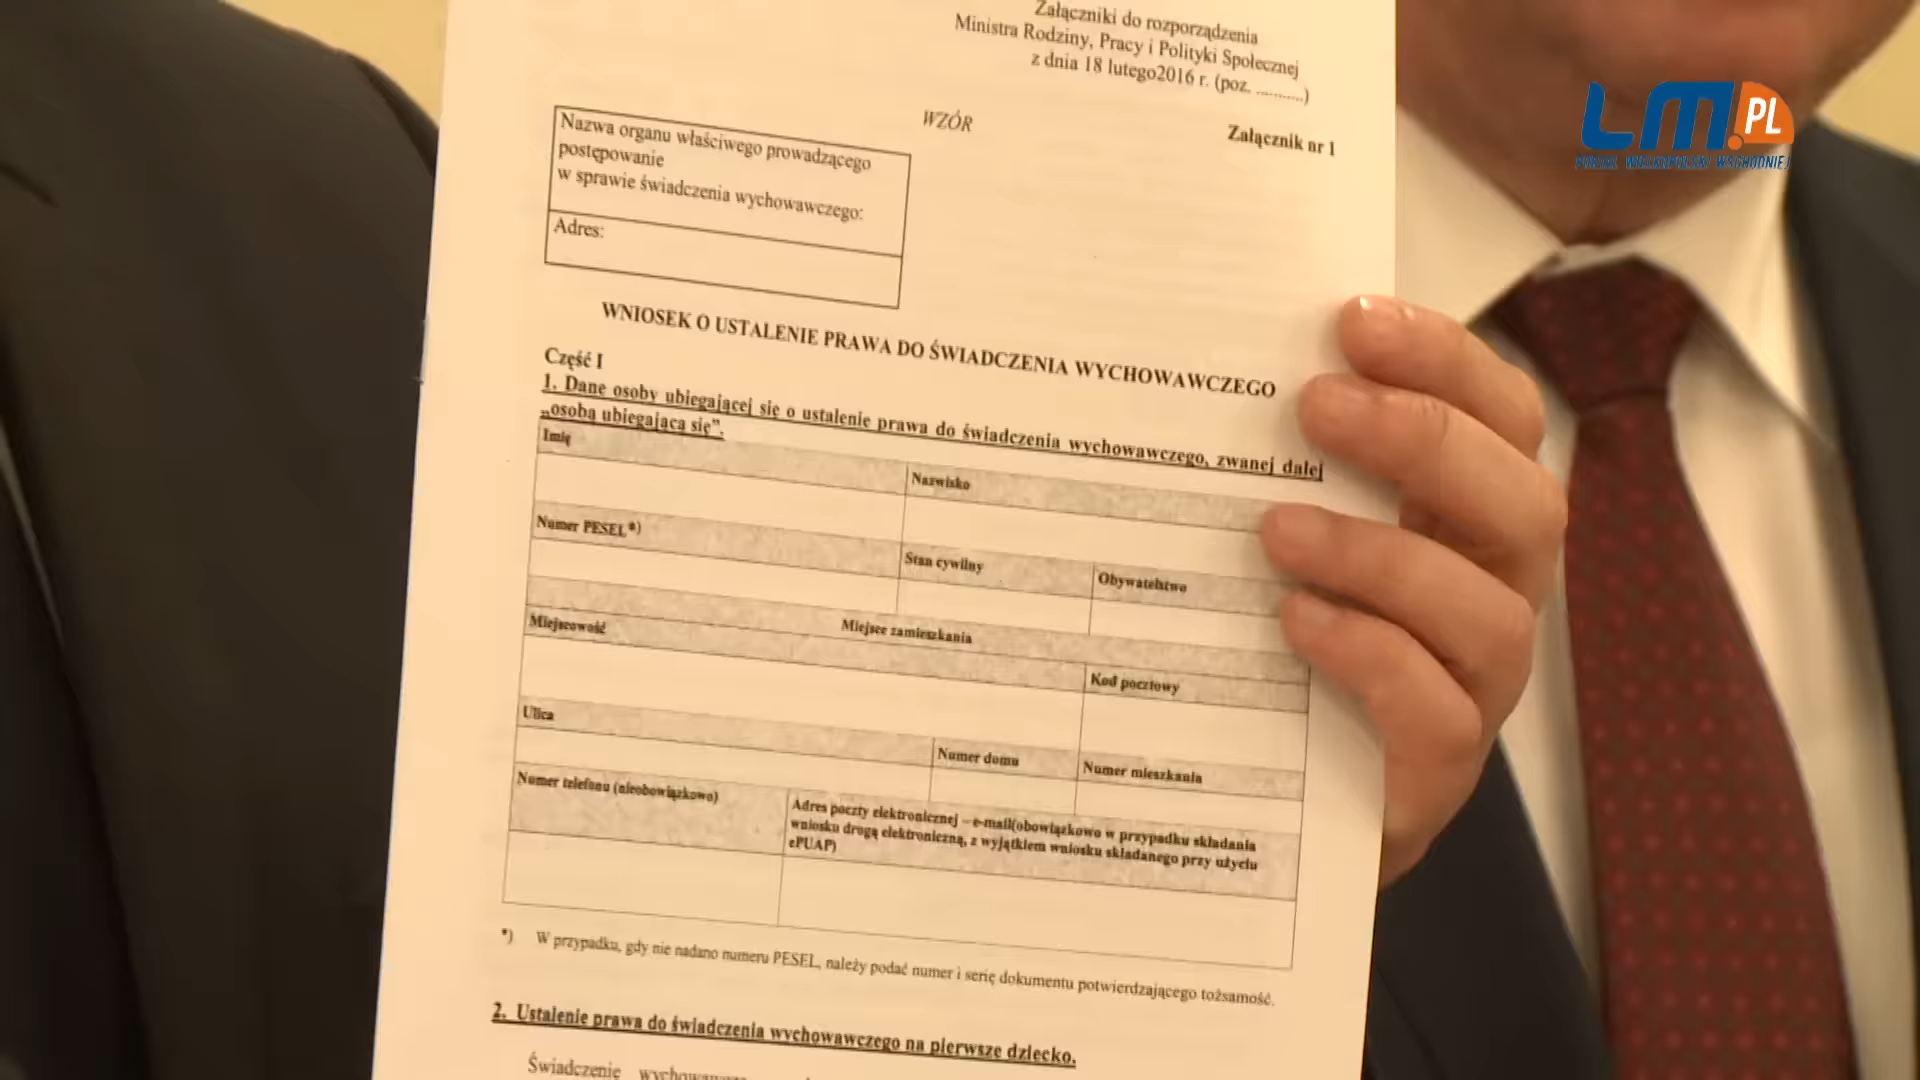 Załączniki do rozporządzenia
Ministra Rodziny, Pracy i Polityki Społecznej
z dnia 18 lutego2016 r. (poz. ...........)
LM.PL
PORTAL WIELKOPOLSKI WSCHODNIEJ
WZÓR
Załącznik nr 1
Nazwa organu właściwego prowadzącego
postępowanie
w sprawie świadczenia wychowawczego:
Adres:
WNIOSEK O USTALENIE PRAWA DO ŚWIADCZENIA WYCHOWAWCZEGO
Część I
1. Dane osoby ubiegającej się o ustalenie prawa do świadczenia wychowawczego, zwanej dalej
„osobą ubiegającą się”.
Imię
Nazwisko
Numer PESEL*)
Stan cywilny
Obywatelstwo
Miejsce zamieszkania
Miejscowość
Kod pocztowy
Ulica
Numer domu
Numer mieszkania
Numer telefonu (nieobowiązkowo)
Adres poczty elektronicznej – e-mail(obowiązkowo w przypadku składania
wniosku drogą elektroniczną, z wyjątkiem wniosku składanego przy użyciu
ePUAP)
*) W przypadku, gdy nie nadano numeru PESEL, należy podać numer i serię dokumentu potwierdzającego tożsamość.
2. Ustalenie prawa do świadczenia wychowawczego na pierwsze dziecko.
Świadczenie